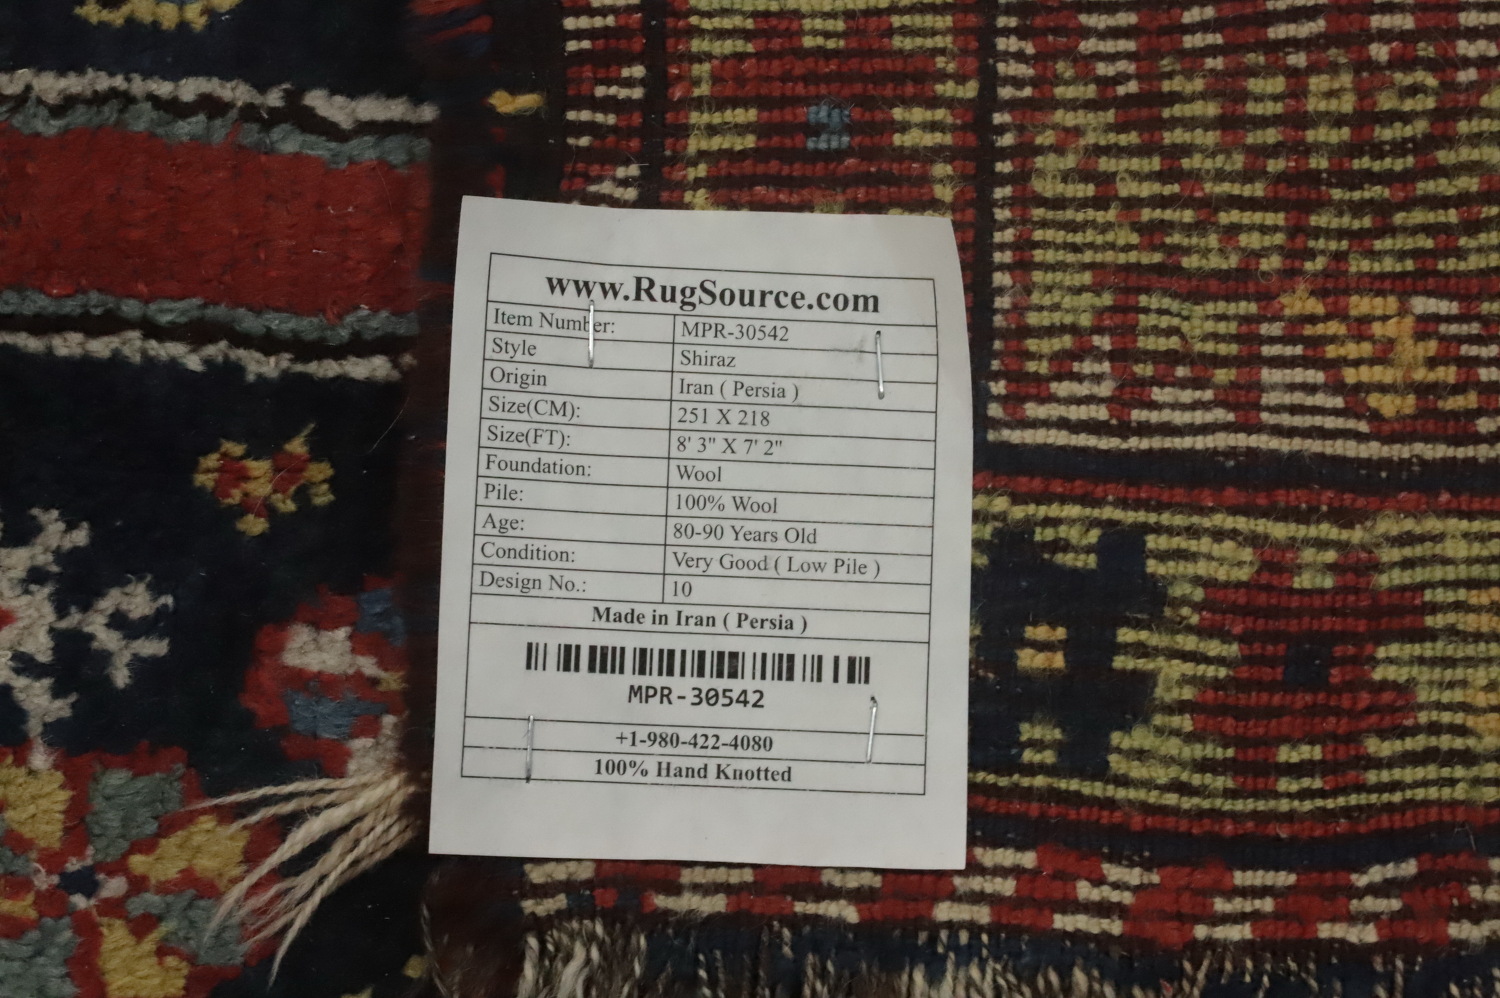 www.RugSource.com
Item Number: MPR-30542
Style Shiraz
Origin Iran ( Persia )
Size(CM): 251 X 218
Size(FT): 8' 3" X 7' 2"
Foundation: Wool
Pile: 100% Wool
Age: 80-90 Years Old
Condition: Very Good ( Low Pile )
Design No.: 10
Made in Iran ( Persia )
MPR-30542
+1-980-422-4080
100% Hand Knotted